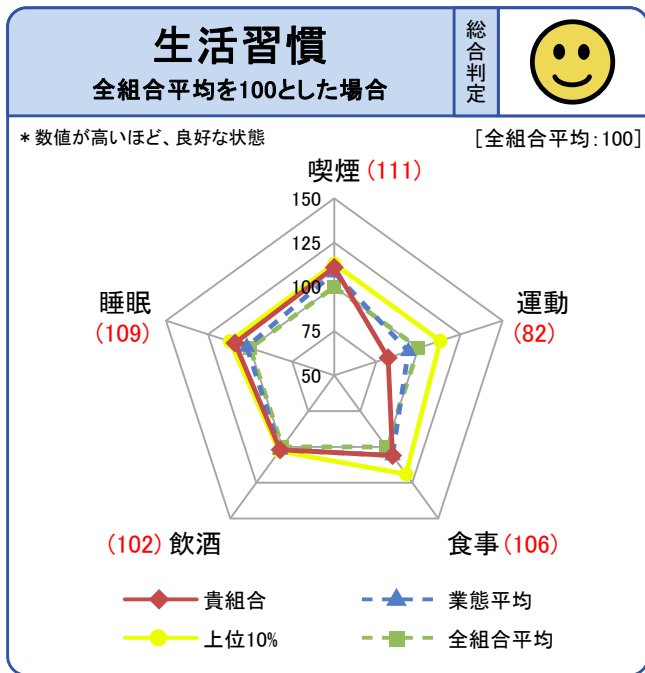 生活習慣
全組合平均を100とした場合
総合判定
*数値が高いほど、良好な状態
[全組合平均:100]
喫煙(111)
150
125
100
75
50
睡眠
(109)
運動
(82)
(102)飲酒
食事(106)
貴組合
業態平均
上位10%
全組合平均